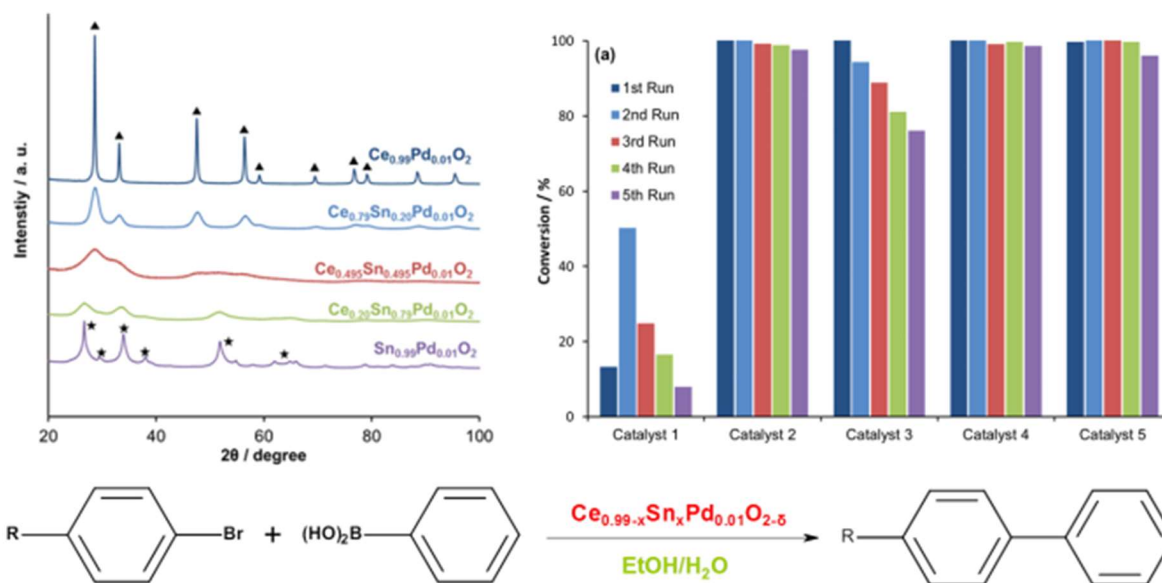 Intenstiy / a. u.
Ce0.99Pd0.01O2
Ce0.79Sn0.20Pd0.01O2
Ce0.495Sn0.495Pd0.01O2
Ce0.20Sn0.79Pd0.01O2
Sn0.99Pd0.01O2
20 40 60 80 100
2θ / degree
(a)
1st Run
2nd Run
3rd Run
4th Run
5th Run
Conversion / %
100
80
60
40
20
0
Catalyst 1 Catalyst 2 Catalyst 3 Catalyst 4 Catalyst 5
R Br + (HO)2B Ce0.99-xSnxPd0.01O2-δ R
EtOH/H2O